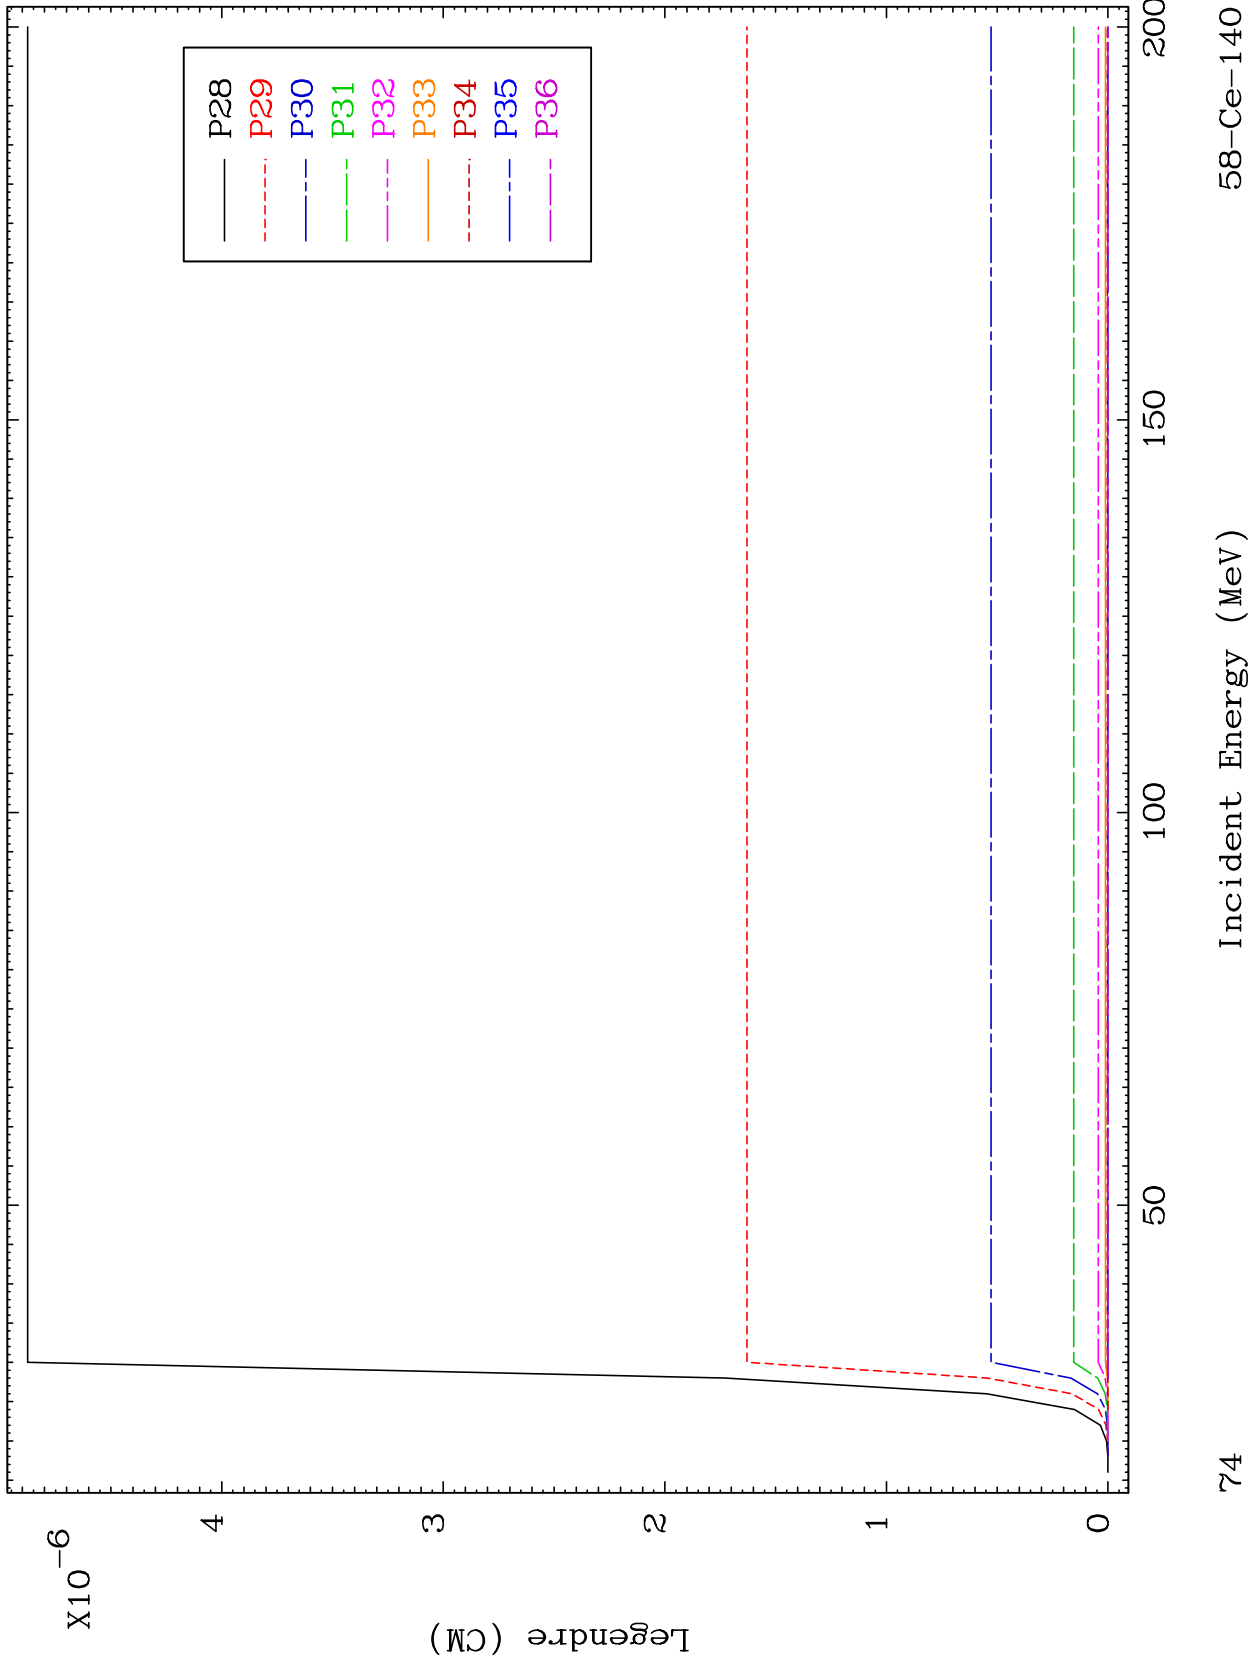 X10
-6
Legendre (CM)
4
3
2
1
0
P28
P29
P30
P31
P32
P33
P34
P35
P36
50
100
150
200
Incident Energy (MeV)
74
58-Ce-140